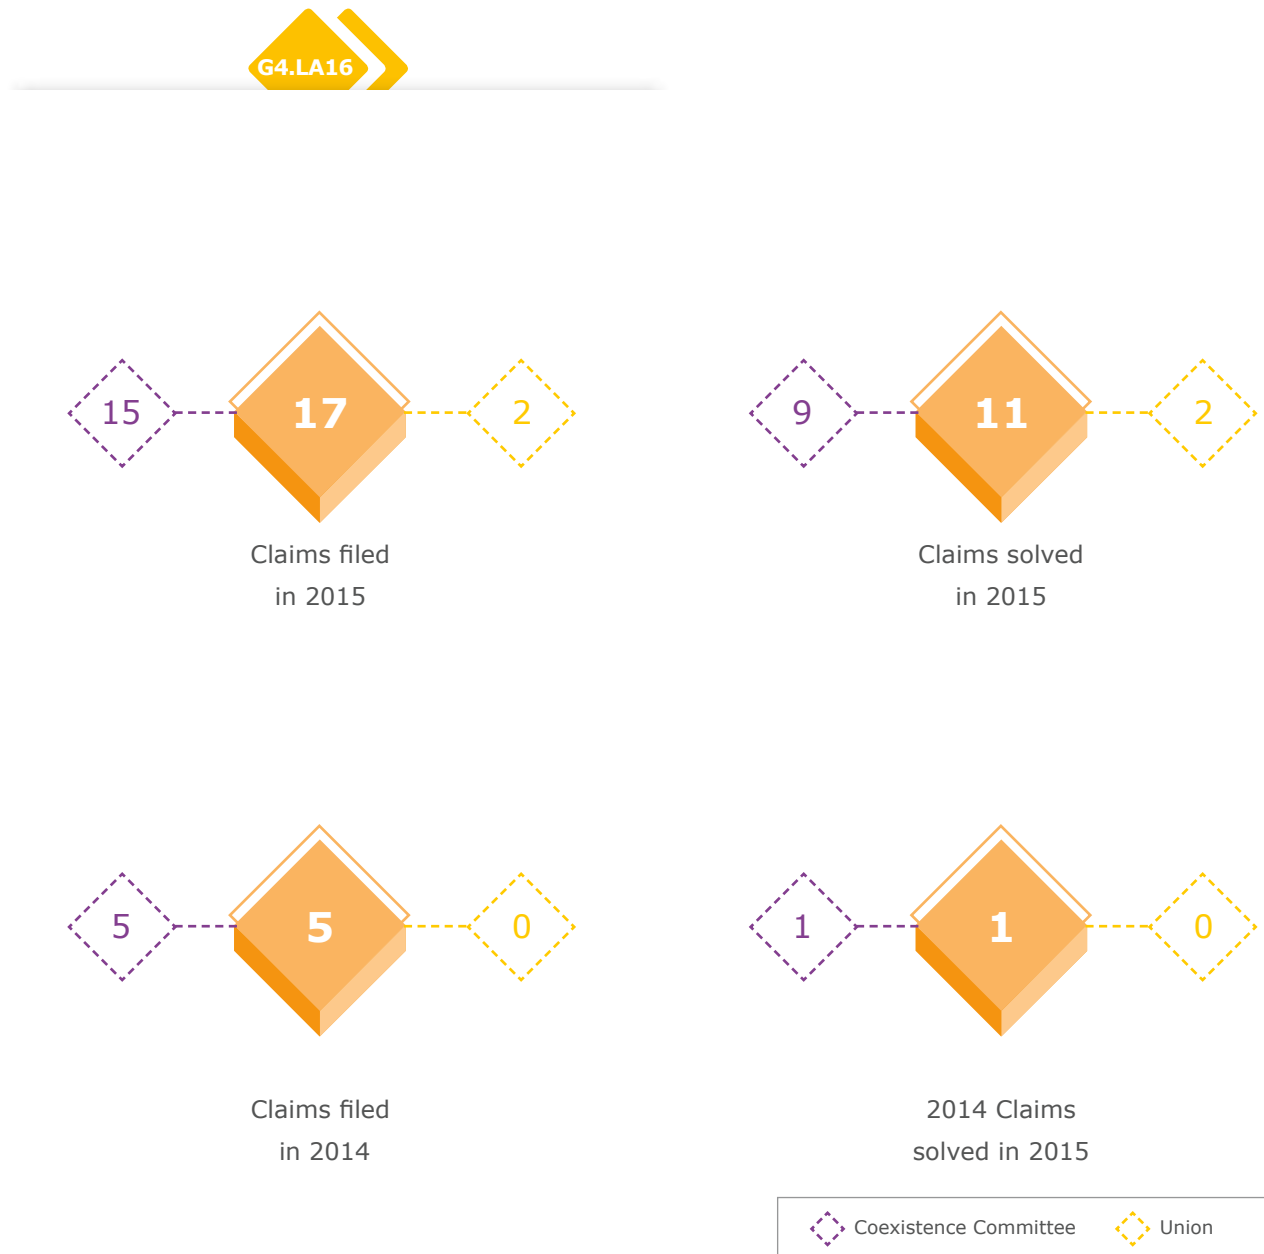 G4.LA16
15
17
2
Claims filed
in 2015
9
11
2
Claims solved
in 2015
5
5
0
Claims filed
in 2014
1
1
0
2014 Claims
solved in 2015
Coexistence Committee
Union